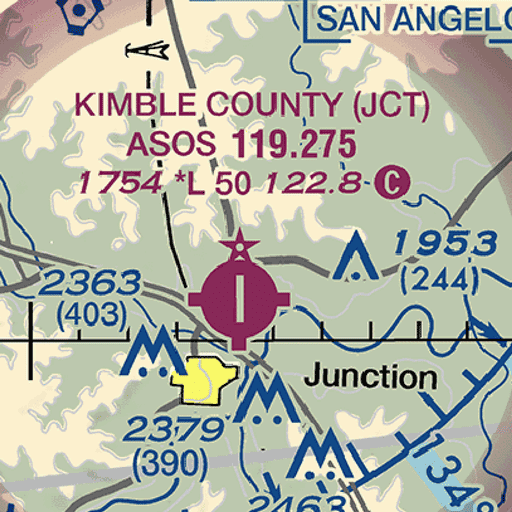 SAN ANGELO
KIMBLE COUNTY (JCT)
ASOS 119.275
1754 *L 50 122.8 C
1953
(244)
2363
(403)
Junction
2379
(390)
2463
134°